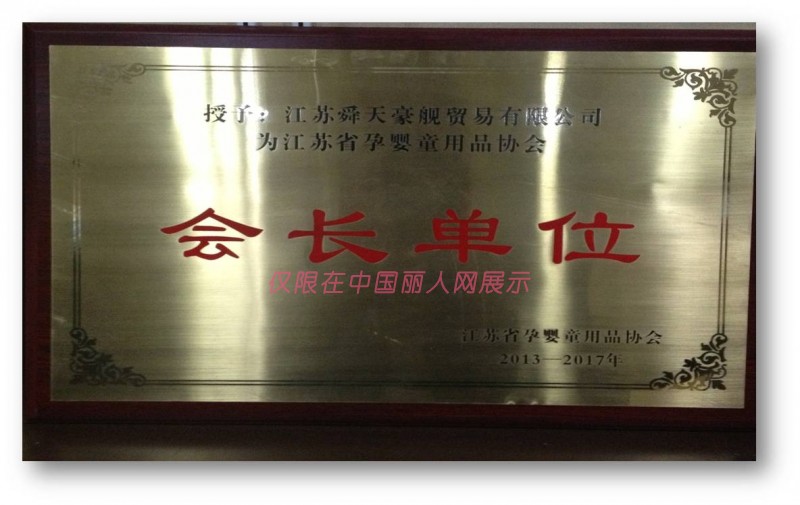 授予：江苏舜天豪舰贸易有限公司
为江苏省孕婴童用品协会
会长单位
仅限在中国丽人网展示
江苏省孕婴童用品协会
2013—2017年